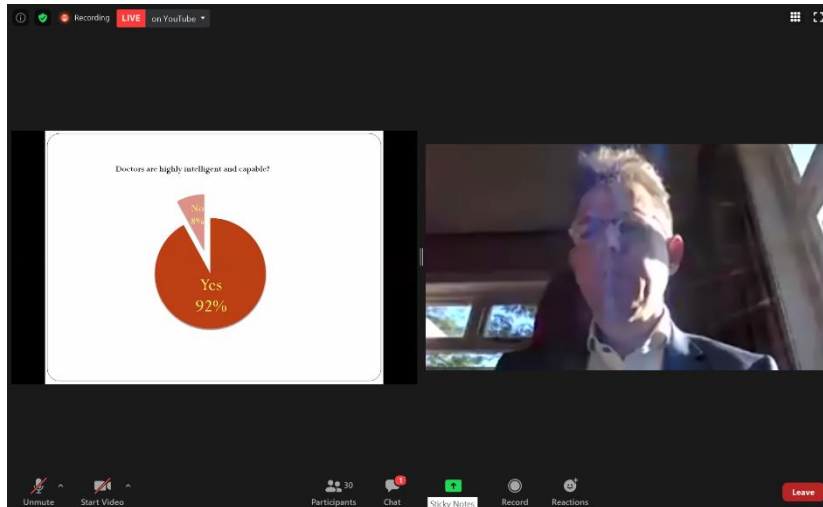 Recording LIVE on YouTube
Doctors are highly intelligent and capable?
No
8%
Yes
92%
30
1
Unmute Start Video Participants Chat Sticky Notes Record Reactions Leave